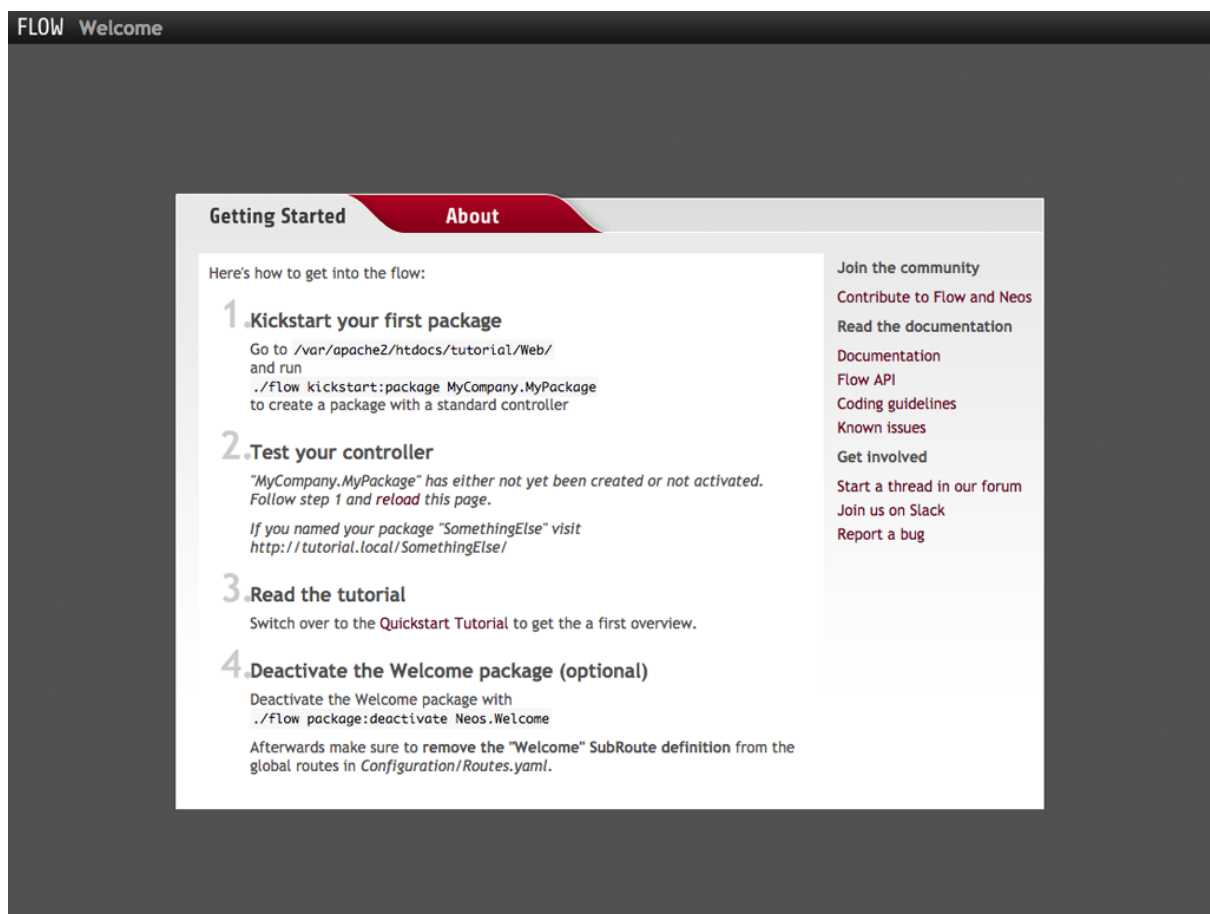 FLOW Welcome
Getting Started
About
Here's how to get into the flow:
1. Kickstart your first package
Go to /var/apache2/htdocs/tutorial/Web/
and run
./flow kickstart:package MyCompany.MyPackage
to create a package with a standard controller
2. Test your controller
"MyCompany.MyPackage" has either not yet been created or not activated.
Follow step 1 and reload this page.
If you named your package "SomethingElse" visit
http://tutorial.local/SomethingElse/
3. Read the tutorial
Switch over to the Quickstart Tutorial to get the a first overview.
4. Deactivate the Welcome package (optional)
Deactivate the Welcome package with
./flow package:deactivate Neos.Welcome
Afterwards make sure to remove the "Welcome" SubRoute definition from the
global routes in Configuration/Routes.yaml.
Join the community
Contribute to Flow and Neos
Read the documentation
Documentation
Flow API
Coding guidelines
Known issues
Get involved
Start a thread in our forum
Join us on Slack
Report a bug